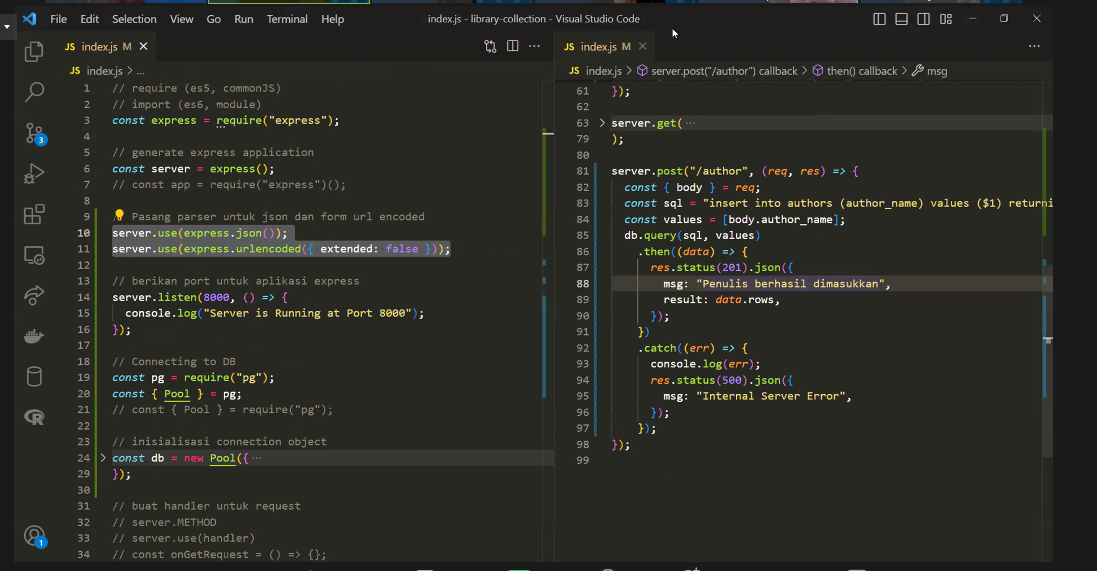 File Edit Selection View Go Run Terminal Help
index.js - library-collection - Visual Studio Code
JS index.js M
JS index.js > ...
1 // require (es5, commonJS)
2 // import (es6, module)
3 const express = require("express");
4
5 // generate express application
6 const server = express();
7 // const app = require("express")();
8
9 // Pasang parser untuk json dan form url encoded
10 server.use(express.json());
11 server.use(express.urlencoded({ extended: false }));
12
13 // berikan port untuk aplikasi express
14 server.listen(8000, () => {
15 console.log("Server is Running at Port 8000");
16 });
17
18 // Connecting to DB
19 const pg = require("pg");
20 const { Pool } = pg;
21 // const { Pool } = require("pg");
22
23 // inisialisasi connection object
24 const db = new Pool({ ...
29 });
30
31 // buat handler untuk request
32 // server.METHOD
33 // server.use(handler)
34 // const onGetRequest = () => {};
JS index.js M
JS index.js > server.post("/author") callback > then() callback > msg
61 });
62
63 server.get( ...
79 );
80
81 server.post("/author", (req, res) => {
82 const { body } = req;
83 const sql = "insert into authors (author_name) values ($1) returni
84 const values = [body.author_name];
85 db.query(sql, values)
86 .then((data) => {
87 res.status(201).json({
88 msg: "Penulis berhasil dimasukkan",
89 result: data.rows,
90 });
91 })
92 .catch((err) => {
93 console.log(err);
94 res.status(500).json({
95 msg: "Internal Server Error",
96 });
97 });
98 });
99
3
1